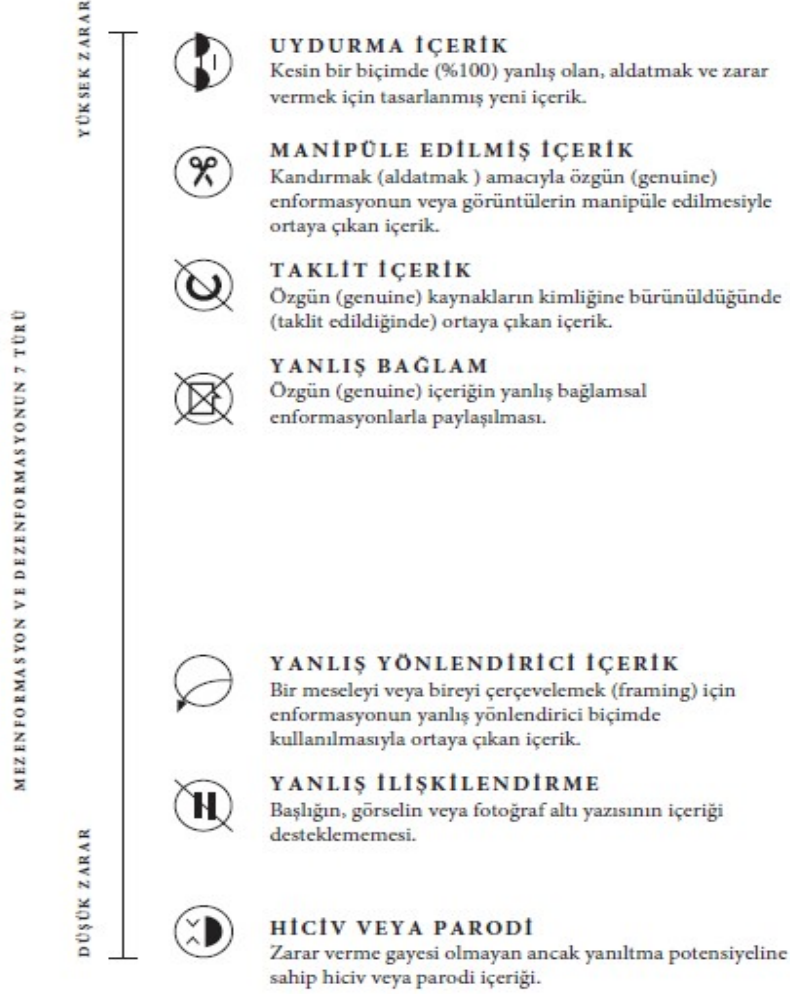 MEZENFORMASYON VE DEZENFORMASYONUN 7 TÜRÜ
YÜKSEK ZARAR
UYDURMA İÇERİK
Kesin bir biçimde (%100) yanlış olan, aldatmak ve zarar
vermek için tasarlanmış yeni içerik.
MANİPÜLE EDİLMİŞ İÇERİK
Kandırmak (aldatmak ) amacıyla özgün (genuine)
enformasyonun veya görüntülerin manipüle edilmesiyle
ortaya çıkan içerik.
TAKLİT İÇERİK
Özgün (genuine) kaynakların kimliğine bürünüldüğünde
(taklit edildiğinde) ortaya çıkan içerik.
YANLIŞ BAĞLAM
Özgün (genuine) içeriğin yanlış bağlamsal
enformasyonlarla paylaşılması.
YANLIŞ YÖNLENDİRİCİ İÇERİK
Bir meseleyi veya bireyi çerçevelemek (framing) için
enformasyonun yanlış yönlendirici biçimde
kullanılmasıyla ortaya çıkan içerik.
YANLIŞ İLİŞKİLENDİRME
Başlığın, görselin veya fotoğraf altı yazısının içeriği
desteklememesi.
DÜŞÜK ZARAR
HİCİV VEYA PARODİ
Zarar verme gayesi olmayan ancak yanıltma potensiyeline
sahip hiciv veya parodi içeriği.